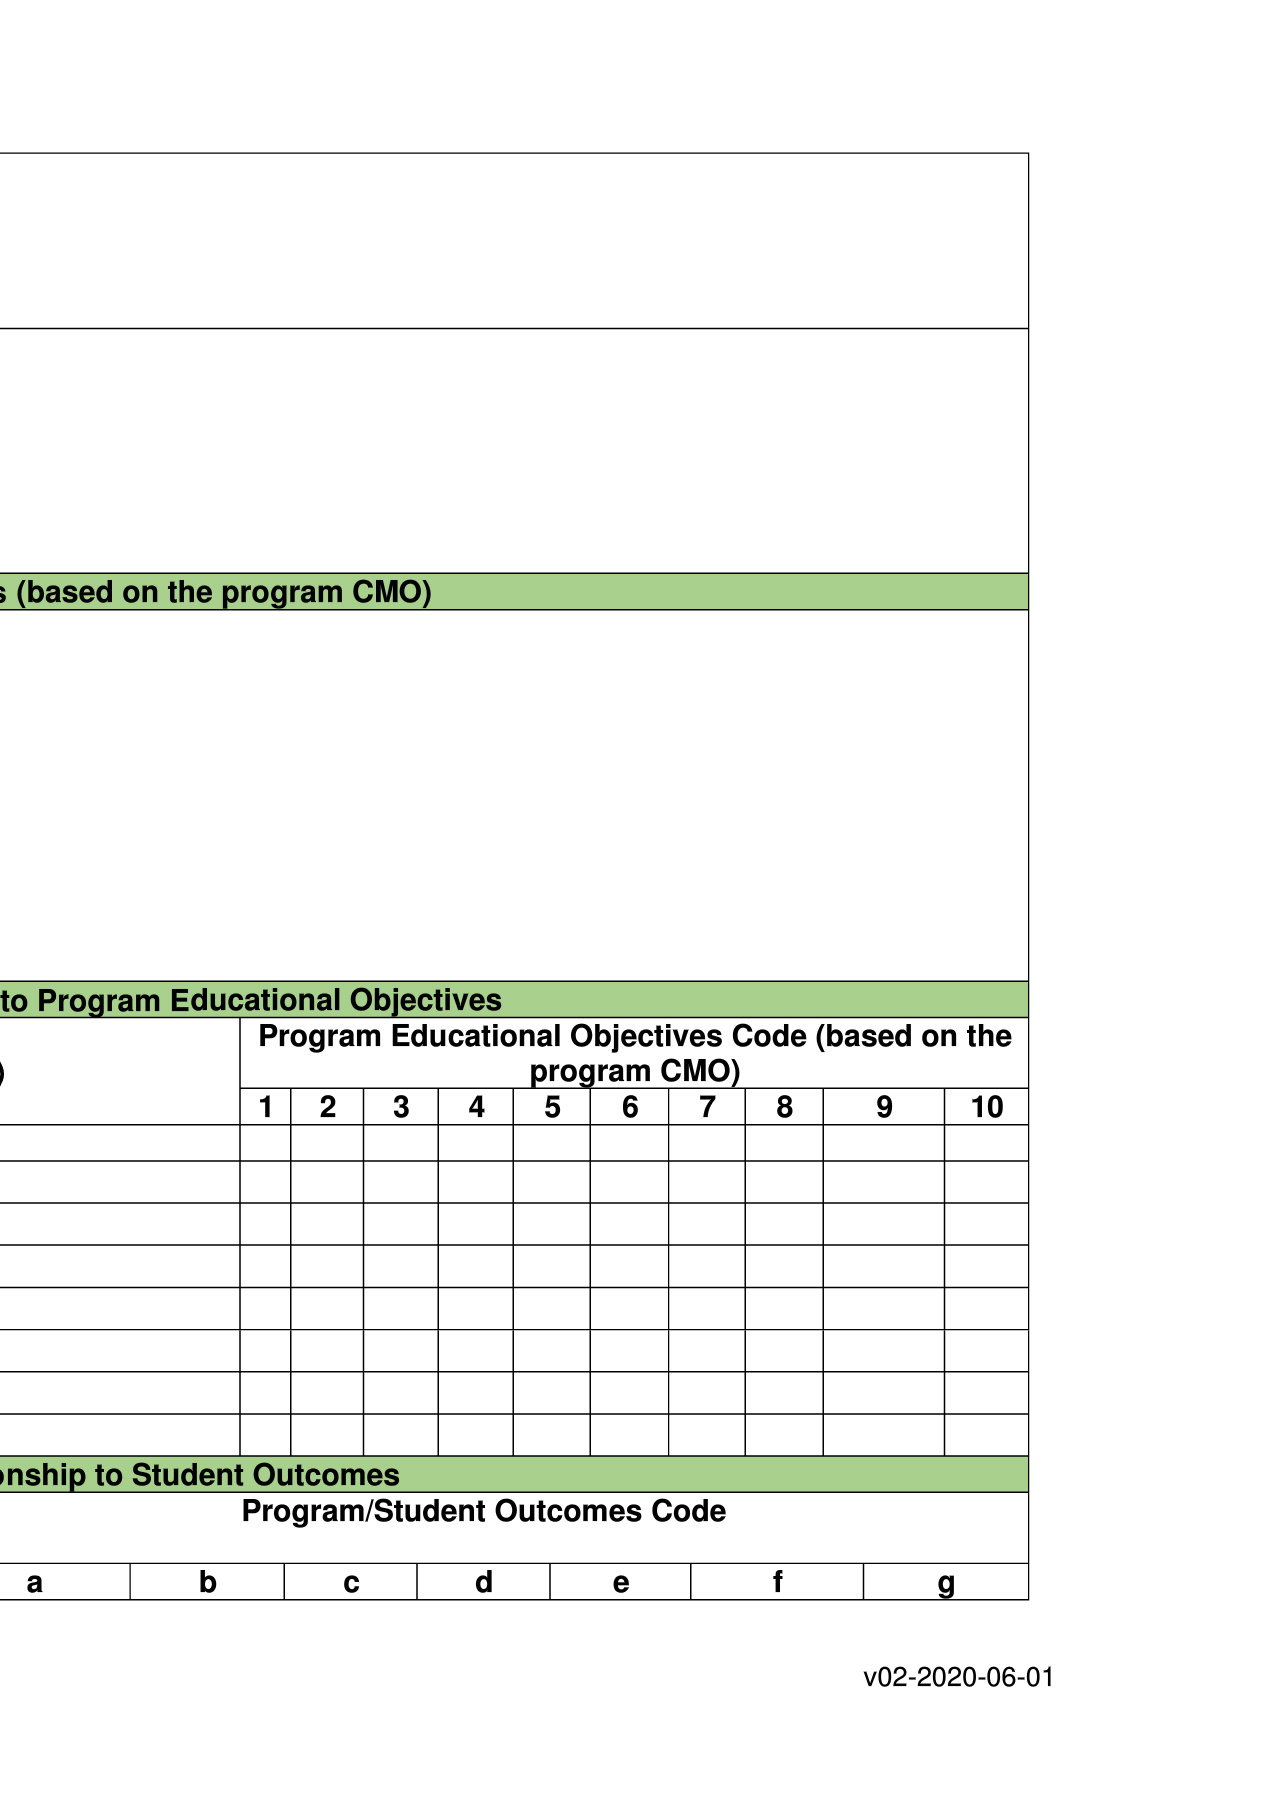 (based on the program CMO)
to Program Educational Objectives
Program Educational Objectives Code (based on the
program CMO)
)
1 2 3 4 5 6 7 8 9 10
to Student Outcomes
Program/Student Outcomes Code
a b c d e f g
v02-2020-06-01